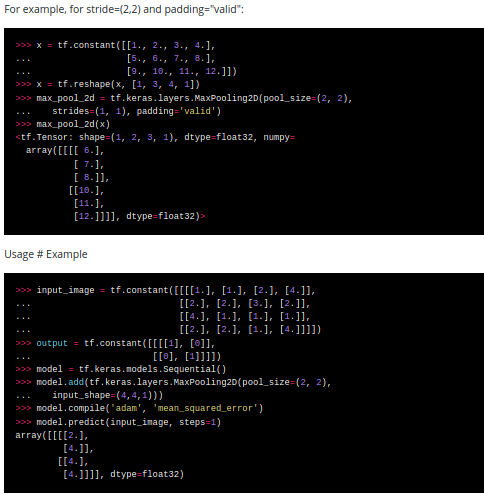 For example, for stride=(2,2) and padding="valid":
>>> x = tf.constant([[1., 2., 3., 4.],
...                  [5., 6., 7., 8.],
...                  [9., 10., 11., 12.]])
>>> x = tf.reshape(x, [1, 3, 4, 1])
>>> max_pool_2d = tf.keras.layers.MaxPooling2D(pool_size=(2, 2),
...    strides=(1, 1), padding='valid')
>>> max_pool_2d(x)
<tf.Tensor: shape=(1, 2, 3, 1), dtype=float32, numpy=
  array([[[[ 6.],
           [ 7.],
           [ 8.]],
          [[10.],
           [11.],
           [12.]]]], dtype=float32)>
Usage # Example
>>> input_image = tf.constant([[[[1.], [1.], [2.], [4.]],
...                            [[2.], [2.], [3.], [2.]],
...                            [[4.], [1.], [1.], [1.]],
...                            [[2.], [2.], [1.], [4.]]]])
>>> output = tf.constant([[[[1], [0]],
...                       [[0], [1]]]])
>>> model = tf.keras.models.Sequential()
>>> model.add(tf.keras.layers.MaxPooling2D(pool_size=(2, 2),
...    input_shape=(4,4,1)))
>>> model.compile('adam', 'mean_squared_error')
>>> model.predict(input_image, steps=1)
array([[[[2.],
         [4.]],
        [[4.],
         [4.]]]], dtype=float32)